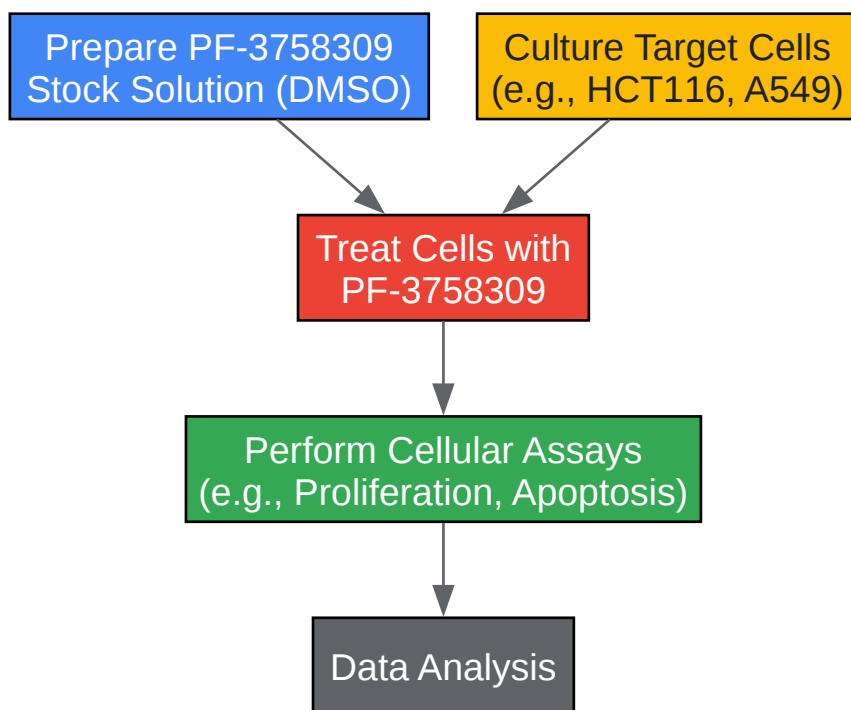 Prepare PF-3758309
Stock Solution (DMSO)
Culture Target Cells
(e.g., HCT116, A549)
Treat Cells with
PF-3758309
Perform Cellular Assays
(e.g., Proliferation, Apoptosis)
Data Analysis